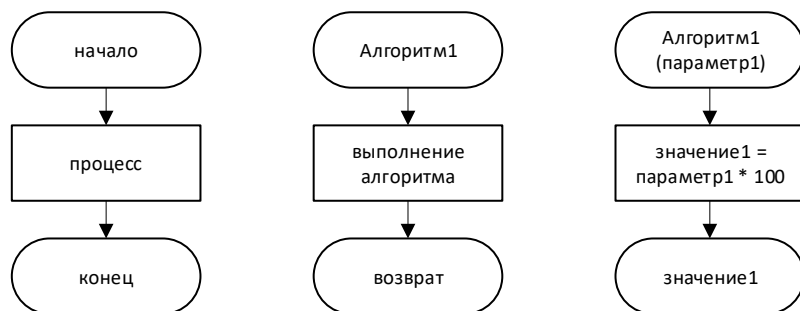 начало
процесс
конец
Алгоритм1
выполнение
алгоритма
возврат
Алгоритм1
(параметр1)
значение1 =
параметр1 * 100
значение1